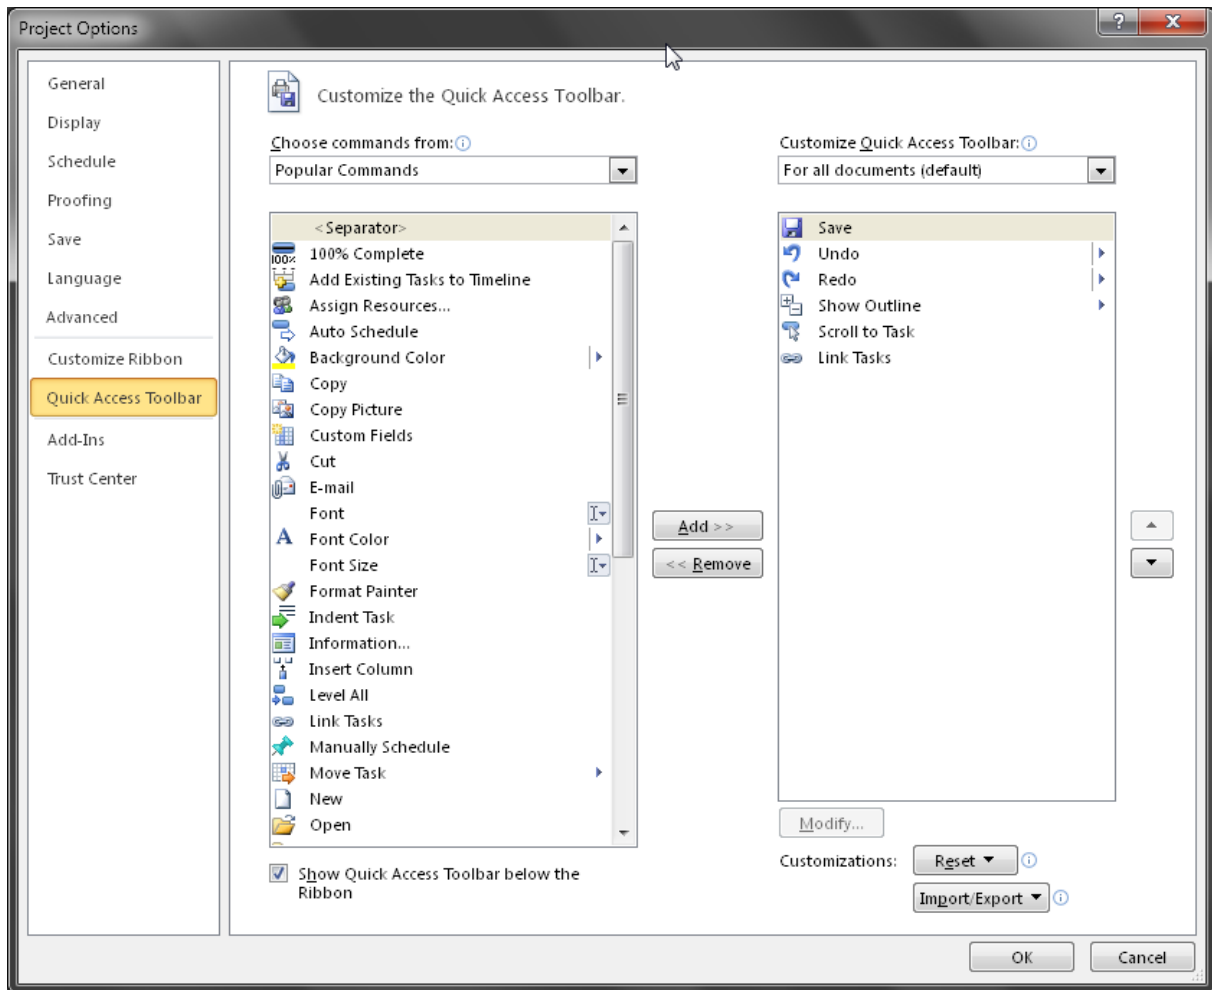 Project Options
General
Display
Schedule
Proofing
Save
Language
Advanced
Customize Ribbon
Quick Access Toolbar
Add-Ins
Trust Center
Customize the Quick Access Toolbar.
Choose commands from:
Popular Commands
<Separator>
100% Complete
Add Existing Tasks to Timeline
Assign Resources...
Auto Schedule
Background Color
Copy
Copy Picture
Custom Fields
Cut
E-mail
Font
Font Color
Font Size
Format Painter
Indent Task
Information...
Insert Column
Level All
Link Tasks
Manually Schedule
Move Task
New
Open
Show Quick Access Toolbar below the
Ribbon
Add >>
<< Remove
Customize Quick Access Toolbar:
For all documents (default)
Save
Undo
Redo
Show Outline
Scroll to Task
Link Tasks
Modify...
Customizations:
Reset
Import/Export
OK
Cancel